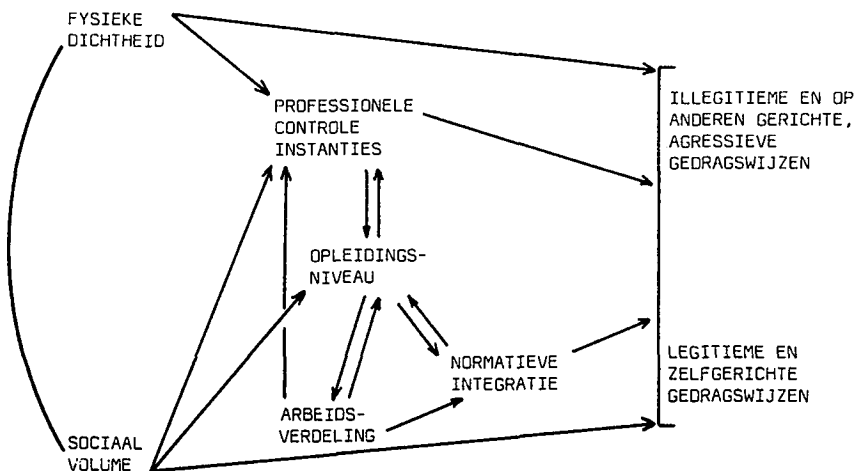 FYSIEKE
DICHTHEID
PROFESSIONELE
CONTROLE
INSTANTIES
ILLEGITIEME EN OP
ANDEREN GERICHTE,
AGRESSIEVE
GEDRAGSWIJZEN
OPLEIDINGS-
NIVEAU
NORMATIEVE
INTEGRATIE
LEGITIEME EN
ZELFGERICHTE
GEDRAGSWIJZEN
ARBEIDS-
VERDELING
SOCIAAL
VOLUME